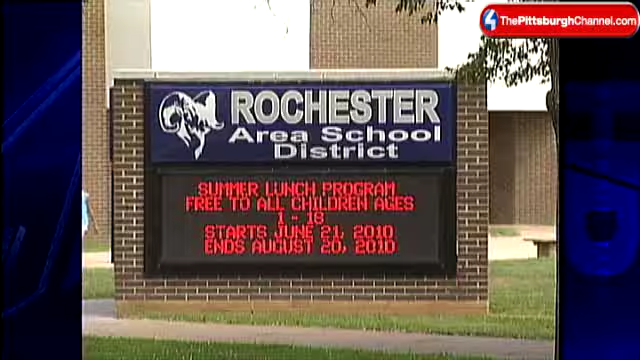 4 ThePittsburghChannel.com
ROCHESTER
Area School
District
SUMMER LUNCH PROGRAM
FREE TO ALL CHILDREN AGES
1 - 18
STARTS JUNE 21, 2010
ENDS AUGUST 20, 2010